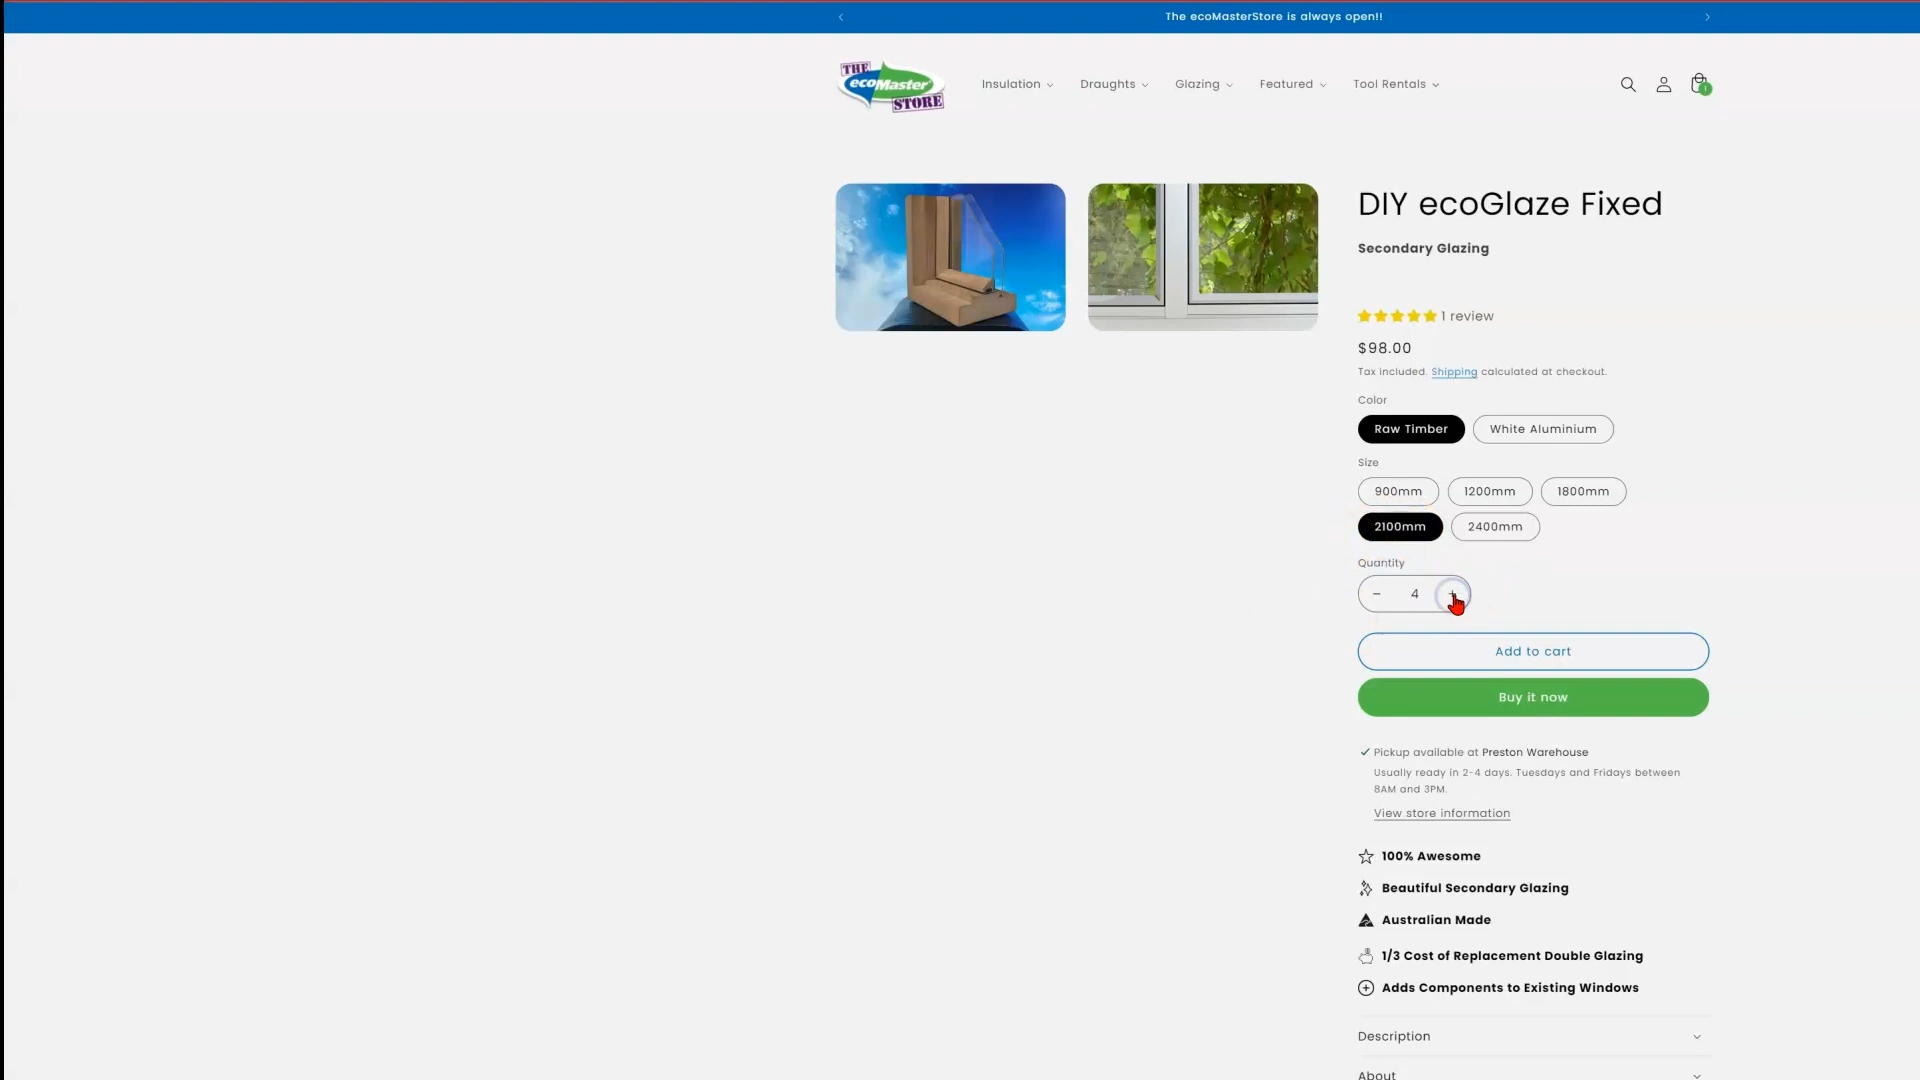 The ecoMasterStore is always open!!
THE
ecoMaster
STORE
Insulation
Draughts
Glazing
Featured
Tool Rentals
1
DIY ecoGlaze Fixed
Secondary Glazing
1 review
$98.00
Tax included. Shipping calculated at checkout.
Color
Raw Timber
White Aluminium
Size
900mm
1200mm
1800mm
2100mm
2400mm
Quantity
− 4
Add to cart
Buy it now
Pickup available at Preston Warehouse
Usually ready in 2-4 days. Tuesdays and Fridays between
8AM and 3PM.
View store information
100% Awesome
Beautiful Secondary Glazing
Australian Made
1/3 Cost of Replacement Double Glazing
Adds Components to Existing Windows
Description
About